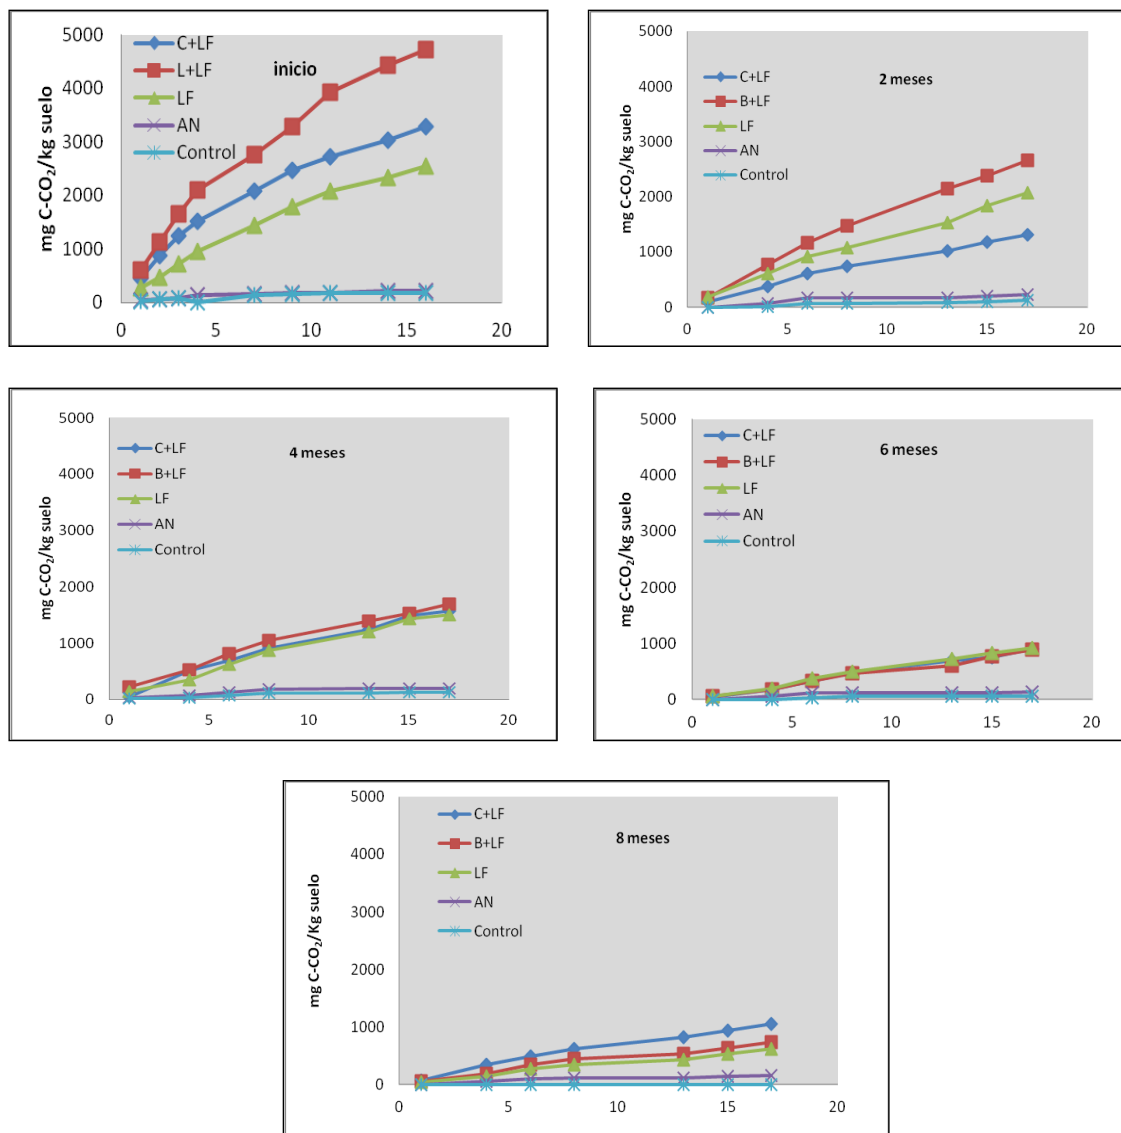 mg C-CO₂/kg suelo
5000
4000
3000
2000
1000
0
C+LF
L+LF
LF
AN
Control
inicio
0 5 10 15 20
mg C-CO₂/kg suelo
5000
4000
3000
2000
1000
0
C+LF
B+LF
LF
AN
Control
2 meses
0 5 10 15 20
mg C-CO₂/kg suelo
5000
4000
3000
2000
1000
0
C+LF
B+LF
LF
AN
Control
4 meses
0 5 10 15 20
mg C-CO₂/kg suelo
5000
4000
3000
2000
1000
0
C+LF
B+LF
LF
AN
Control
6 meses
0 5 10 15 20
mg C-CO₂/Kg suelo
5000
4000
3000
2000
1000
0
C+LF
B+LF
LF
AN
Control
8 meses
0 5 10 15 20